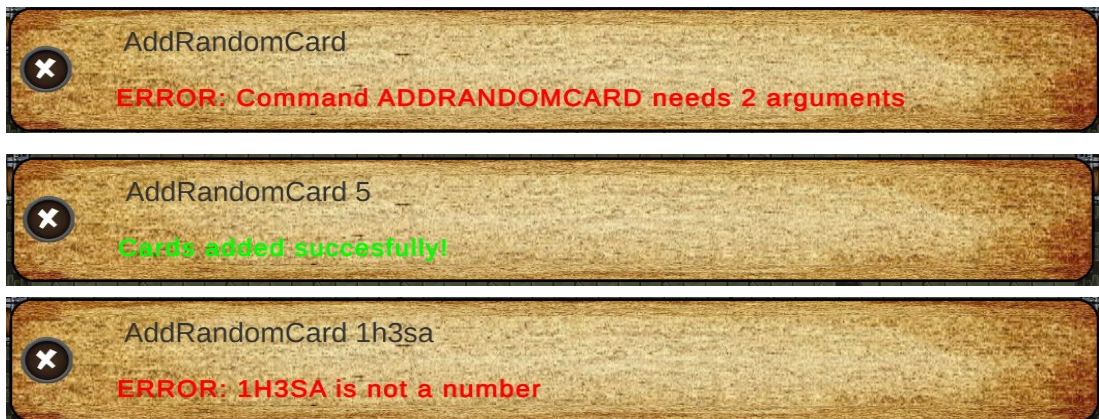 AddRandomCard
ERROR: Command ADDRANDOMCARD needs 2 arguments
AddRandomCard 5
Cards added succesfully!
AddRandomCard 1h3sa
ERROR: 1H3SA is not a number